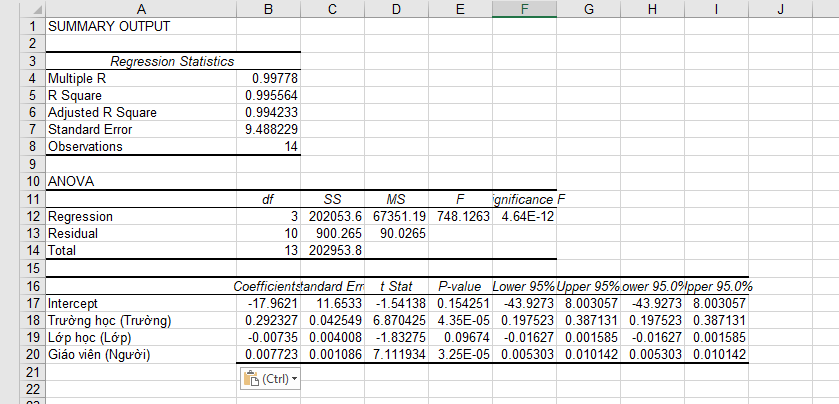 A B C D E F G H I J
1 SUMMARY OUTPUT
2
3 Regression Statistics
4 Multiple R 0.99778
5 R Square 0.995564
6 Adjusted R Square 0.994233
7 Standard Error 9.488229
8 Observations 14
9
10 ANOVA
11 df SS MS F ignificance F
12 Regression 3 202053.6 67351.19 748.1263 4.64E-12
13 Residual 10 900.265 90.0265
14 Total 13 202953.8
15
16 Coefficients tandard Err t Stat P-value Lower 95% Upper 95% ower 95.0% pper 95.0%
17 Intercept -17.9621 11.6533 -1.54138 0.154251 -43.9273 8.003057 -43.9273 8.003057
18 Trường học (Trường) 0.292327 0.042549 6.870425 4.35E-05 0.197523 0.387131 0.197523 0.387131
19 Lớp học (Lớp) -0.00735 0.004008 -1.83275 0.09674 -0.01627 0.001585 -0.01627 0.001585
20 Giáo viên (Người) 0.007723 0.001086 7.111934 3.25E-05 0.005303 0.010142 0.005303 0.010142
21
(Ctrl)
22